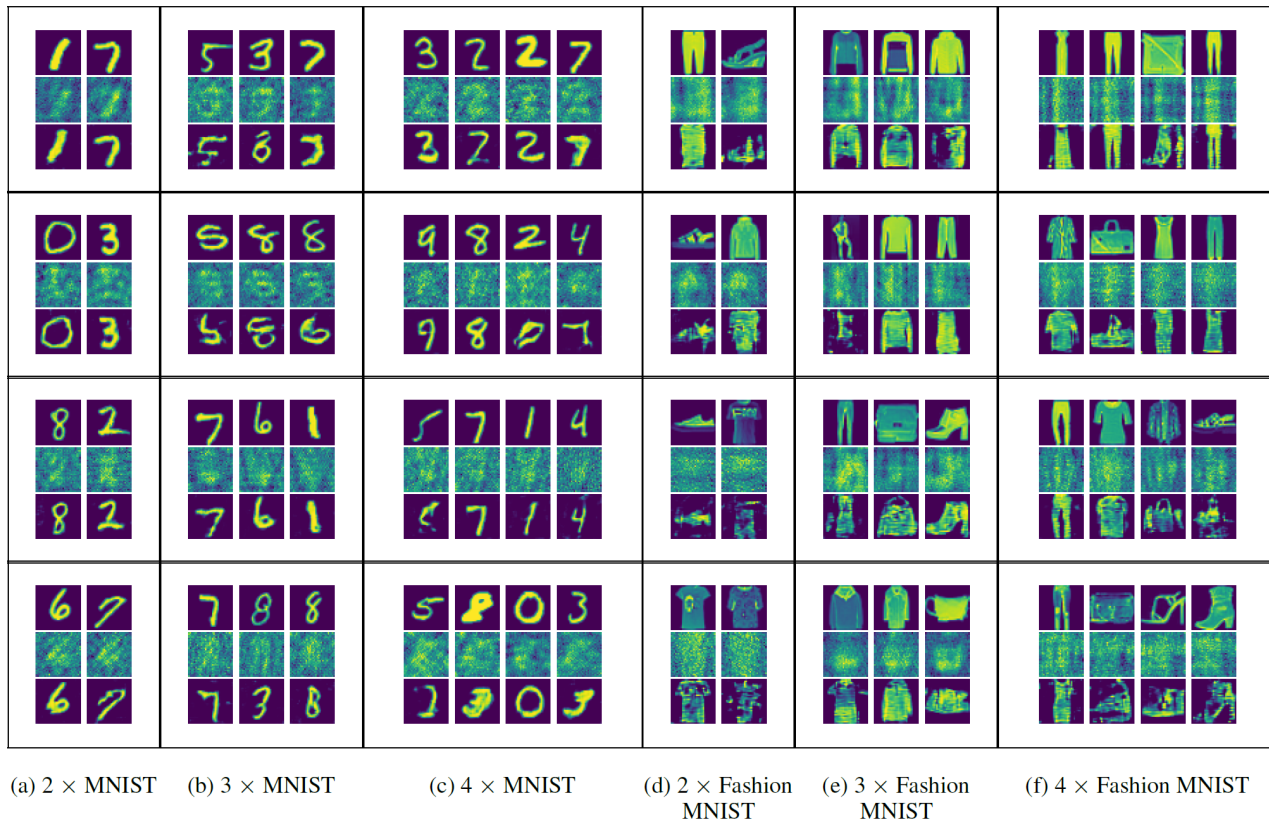 (a) 2 × MNIST
(b) 3 × MNIST
(c) 4 × MNIST
(d) 2 × Fashion
MNIST
(e) 3 × Fashion
MNIST
(f) 4 × Fashion MNIST